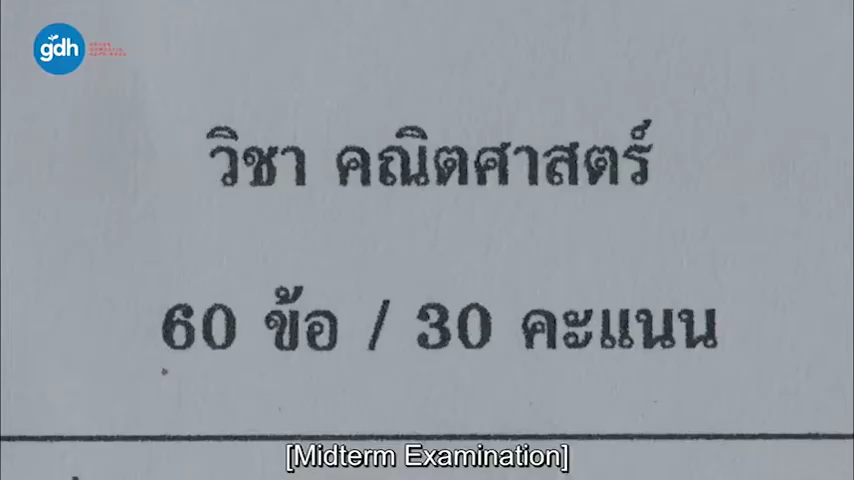 gdh
วิชา คณิตศาสตร์
60 ข้อ / 30 คะแนน
[Midterm Examination]